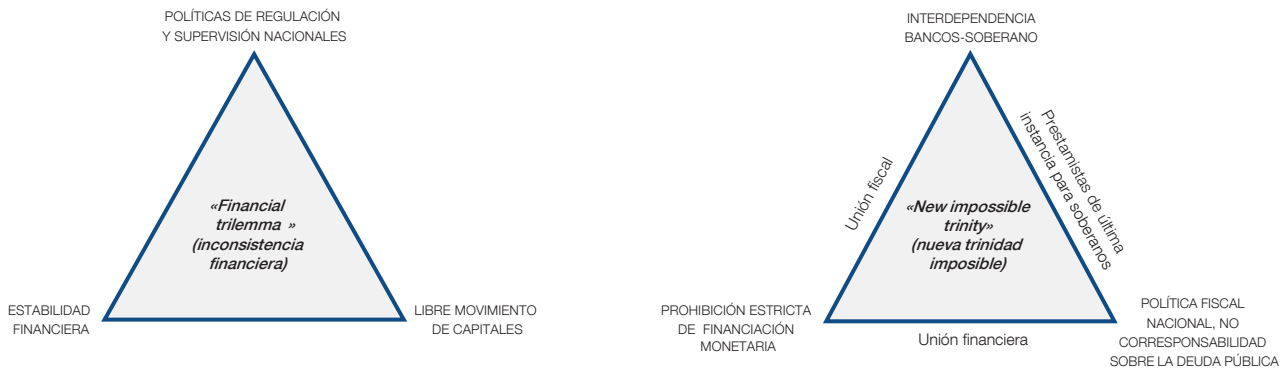 POLÍTICAS DE REGULACIÓN
Y SUPERVISIÓN NACIONALES
«Financial
trilemma »
(inconsistencia
financiera)
ESTABILIDAD
FINANCIERA
LIBRE MOVIMIENTO
DE CAPITALES
INTERDEPENDENCIA
BANCOS-SOBERANO
Unión fiscal
Prestamistas de última
instancia para soberanos
«New impossible
trinity»
(nueva trinidad
imposible)
PROHIBICIÓN ESTRICTA
DE FINANCIACIÓN
MONETARIA
Unión financiera
POLÍTICA FISCAL
NACIONAL, NO
CORRESPONSABILIDAD
SOBRE LA DEUDA PÚBLICA